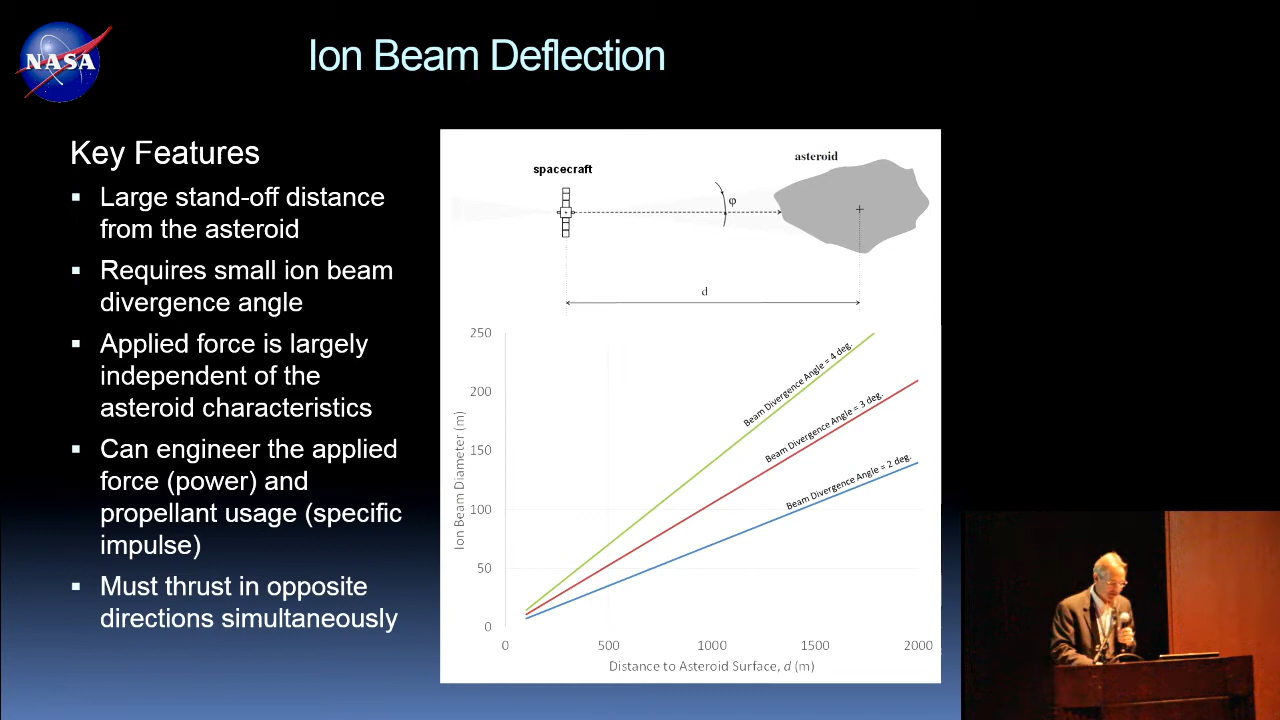 NASA
Ion Beam Deflection
Key Features
▪ Large stand-off distance
from the asteroid
▪ Requires small ion beam
divergence angle
▪ Applied force is largely
independent of the
asteroid characteristics
▪ Can engineer the applied
force (power) and
propellant usage (specific
impulse)
▪ Must thrust in opposite
directions simultaneously
spacecraft
asteroid
φ
d
Ion Beam Diameter (m)
250
200
150
100
50
0
Beam Divergence Angle = 4 deg.
Beam Divergence Angle = 3 deg.
Beam Divergence Angle = 2 deg.
0 500 1000 1500 2000
Distance to Asteroid Surface, d (m)